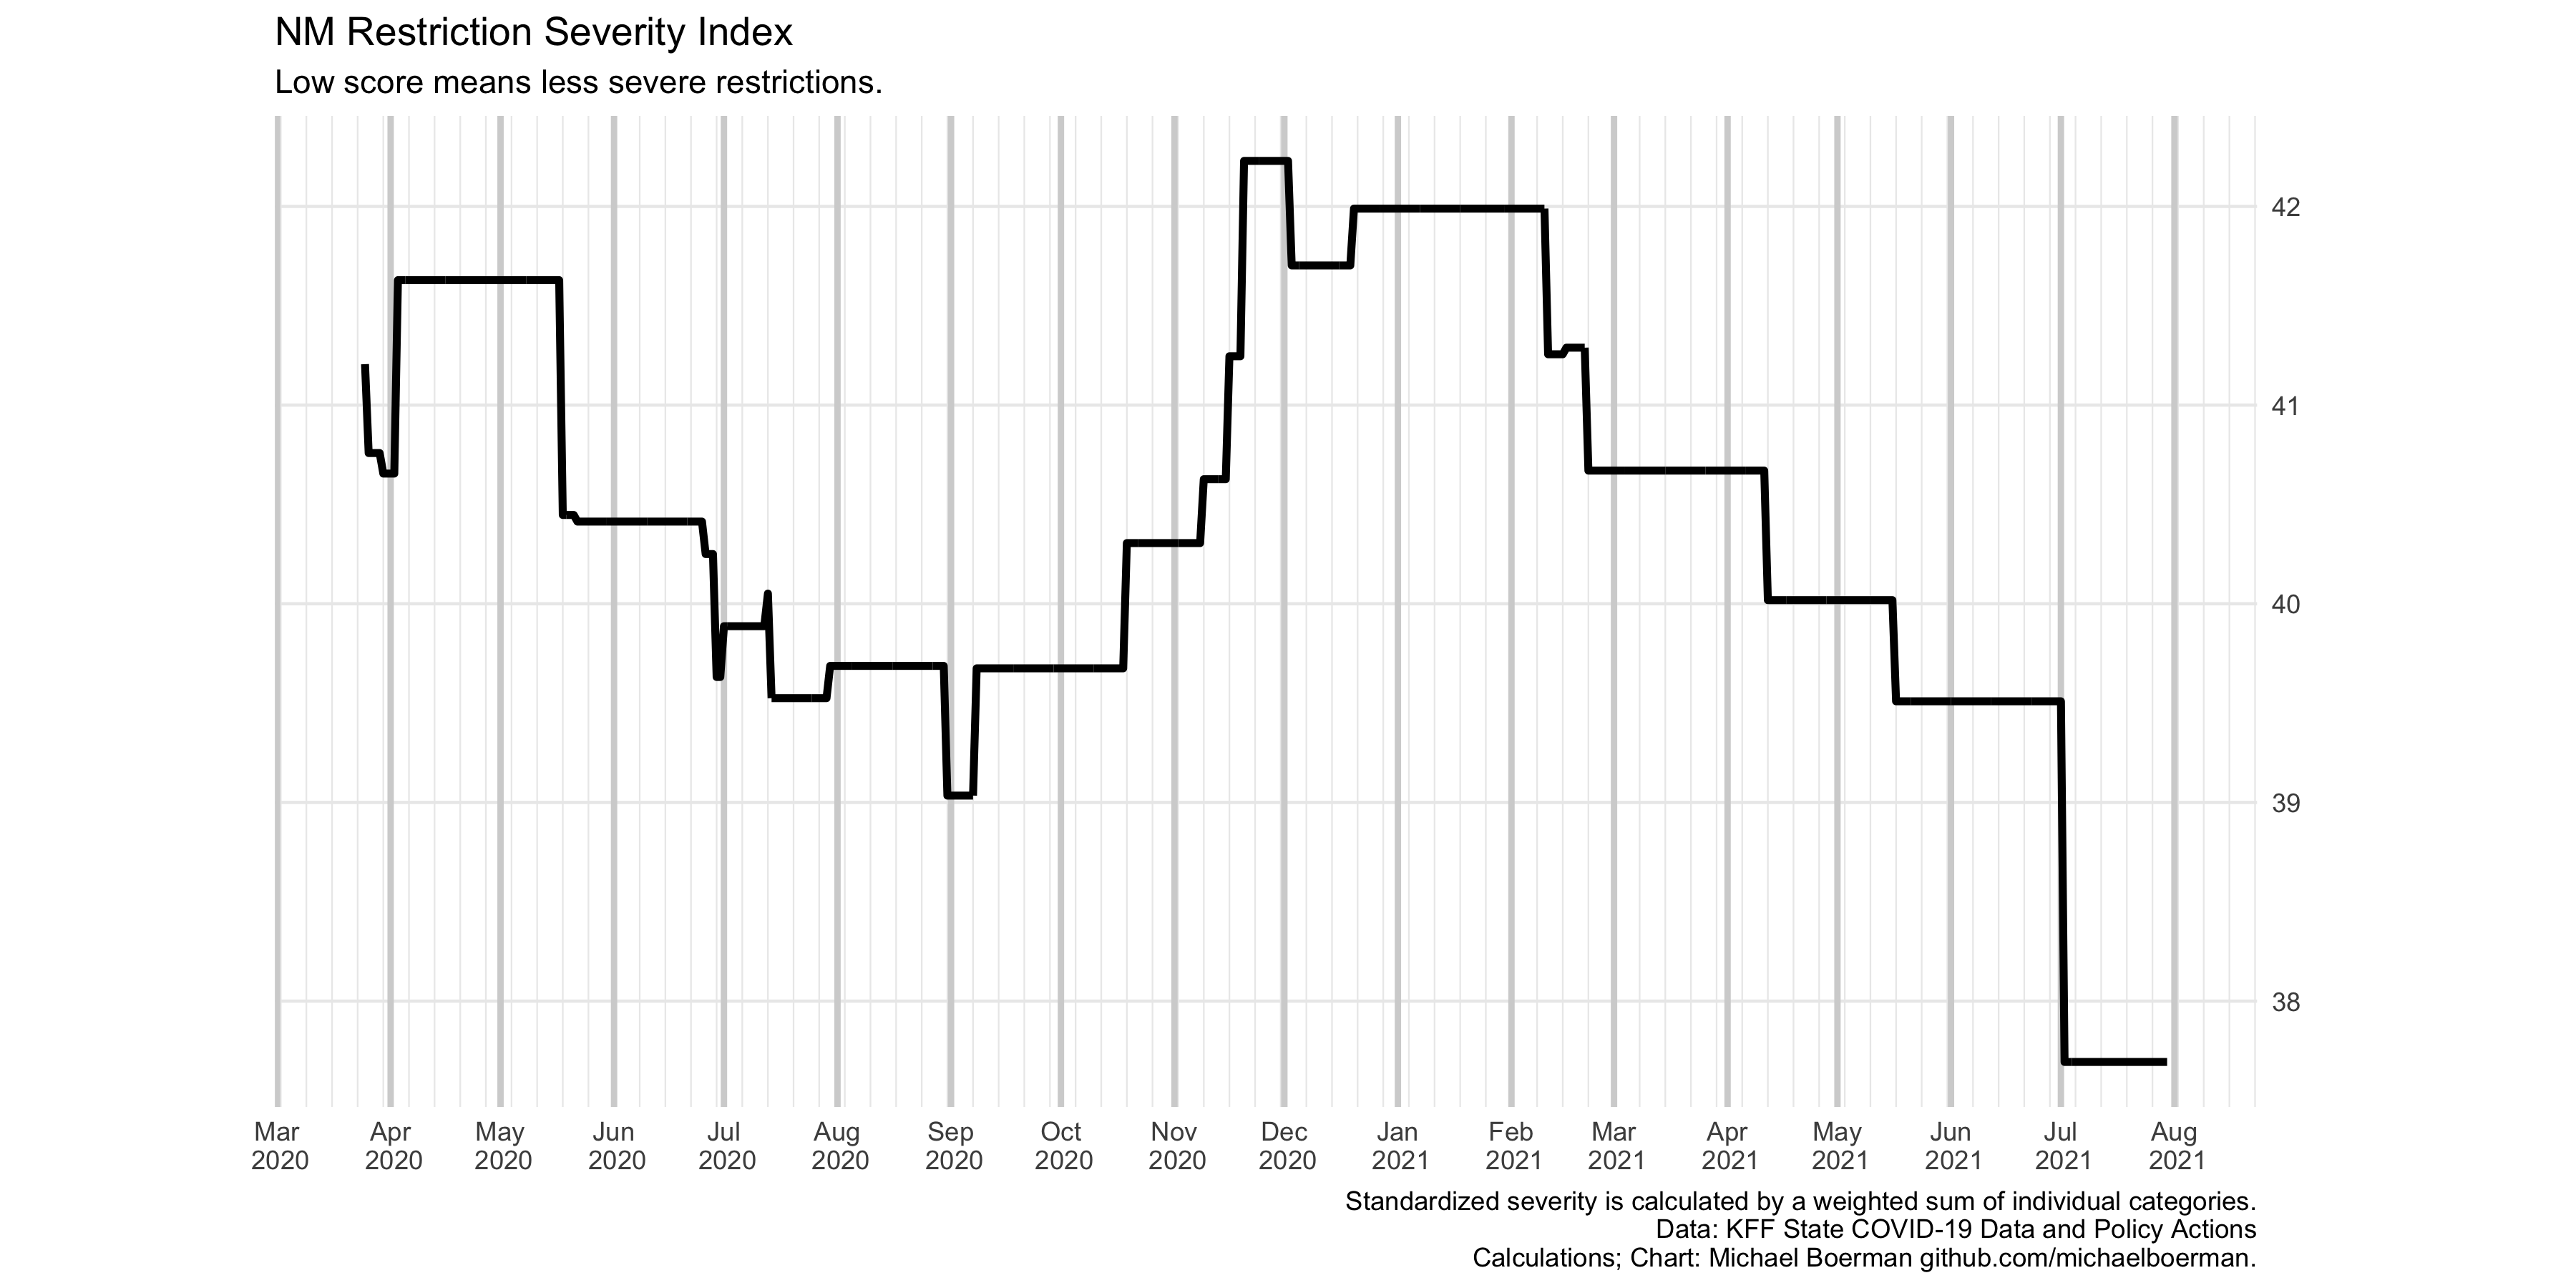 NM Restriction Severity Index
Low score means less severe restrictions.
42
41
40
39
38
Mar Apr May Jun Jul Aug Sep Oct Nov Dec Jan Feb Mar Apr May Jun Jul Aug
2020 2020 2020 2020 2020 2020 2020 2020 2020 2020 2021 2021 2021 2021 2021 2021 2021 2021
Standardized severity is calculated by a weighted sum of individual categories.
Data: KFF State COVID-19 Data and Policy Actions
Calculations; Chart: Michael Boerman github.com/michaelboerman.